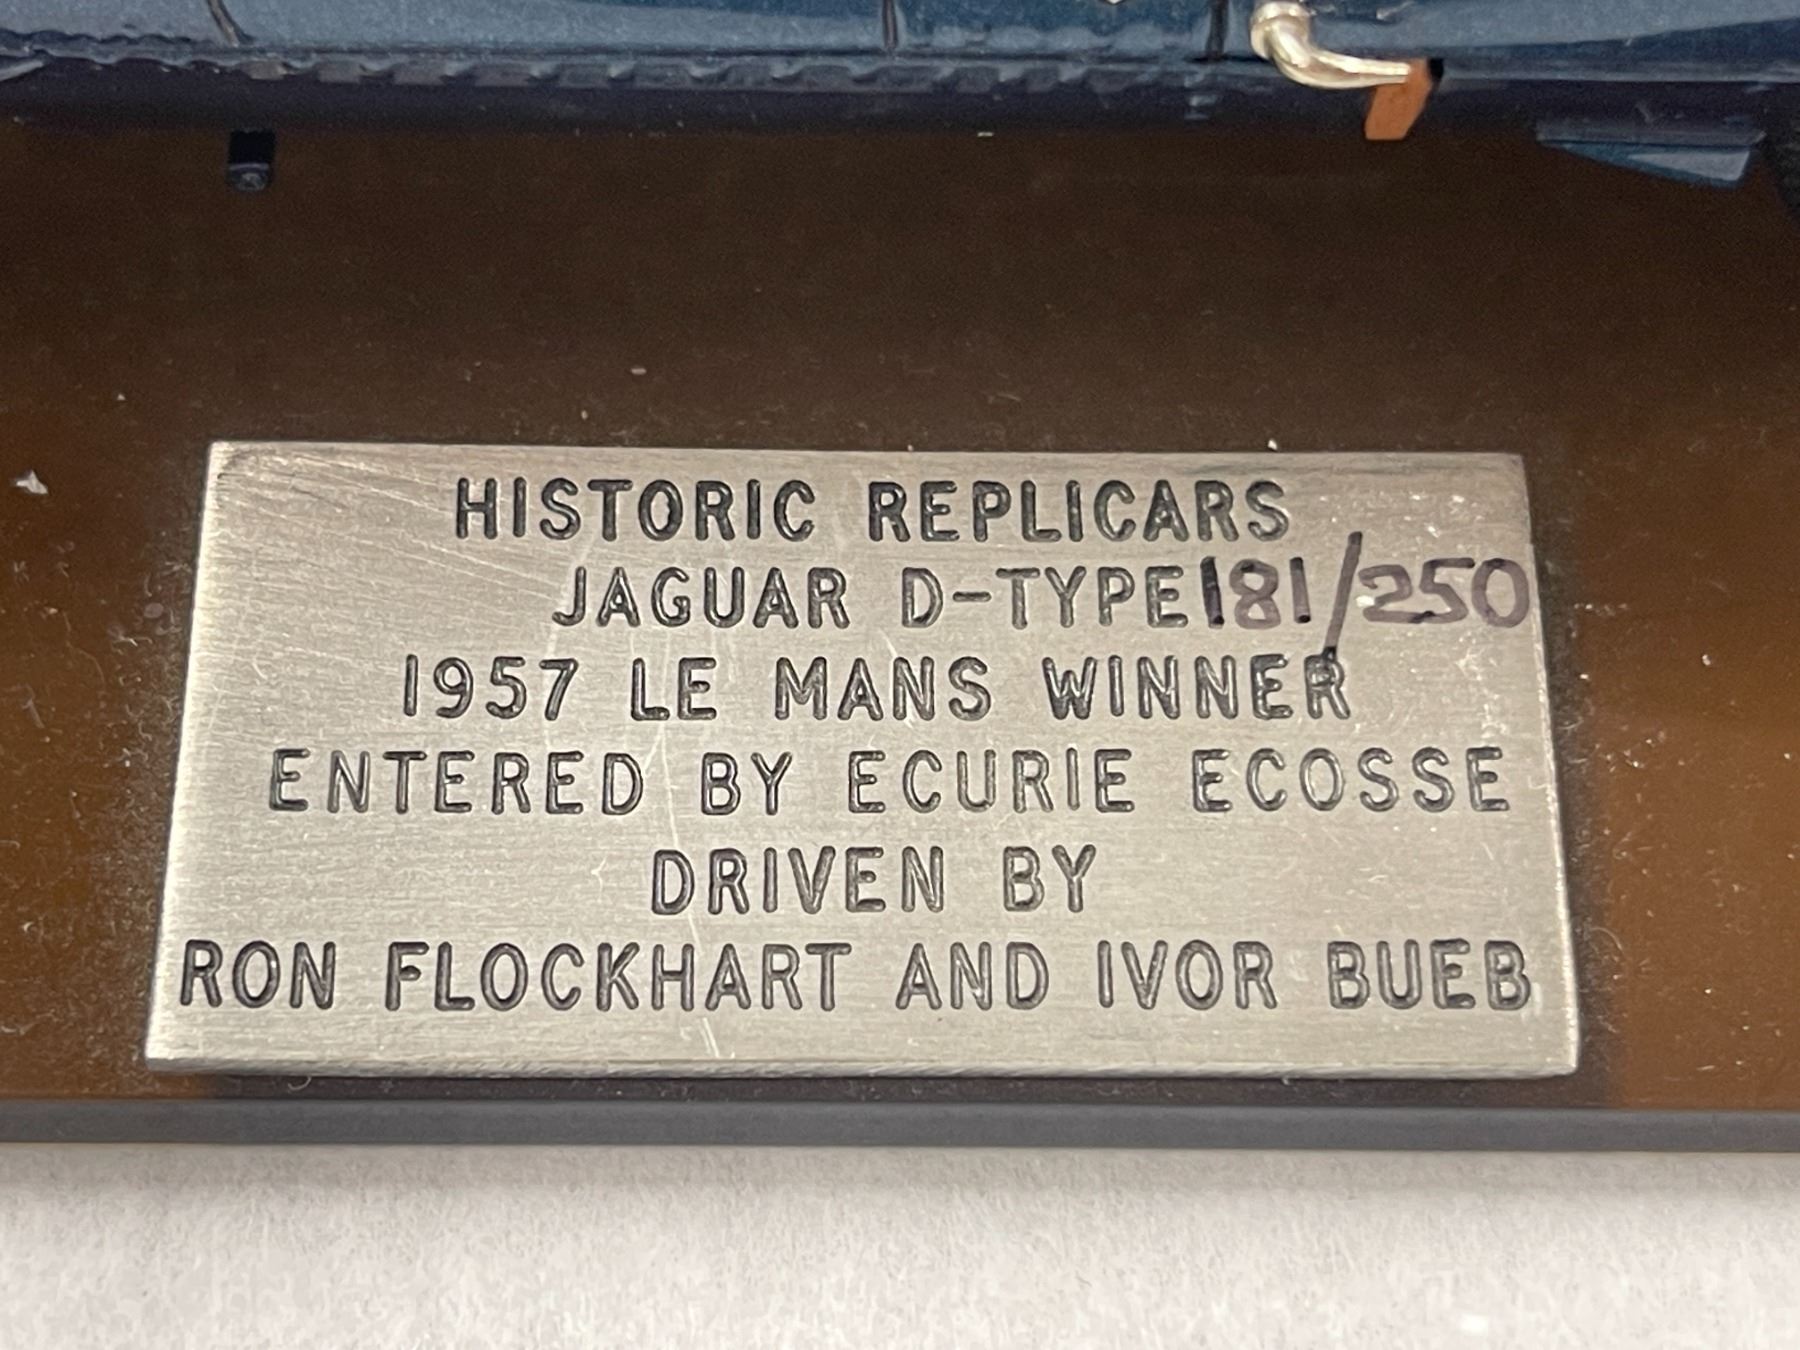 HISTORIC REPLICARS
JAGUAR D-TYPE 181/250
1957 LE MANS WINNER
ENTERED BY ECURIE ECOSSE
DRIVEN BY
RON FLOCKHART AND IVOR BUEB